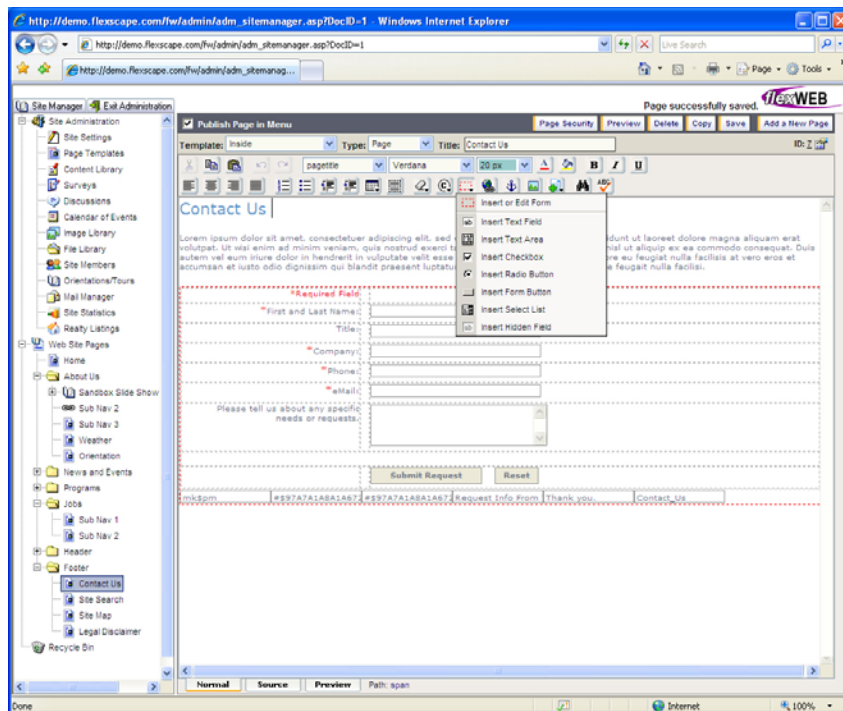 http://demo.flexscape.com/fw/admin/adm_sitemanager.asp?DocID=1 - Windows Internet Explorer
http://demo.flexscape.com/fw/admin/adm_sitemanager.asp?DocID=1
Live Search
http://demo.flexscape.com/fw/admin/adm_sitemanag...
Page
Tools
Site Manager
Exit Administration
Page successfully saved.
flexWEB
Site Administration
Site Settings
Page Templates
Content Library
Surveys
Databases
Calendar of Events
Image Library
File Library
Site Members
Orientations/Tours
Mail Manager
Site Statistics
Realty Listings
Web Site Pages
Home
About Us
Sandbox Slide Show
Sub Nav 2
Sub Nav 3
Weather
Orientation
News and Events
Programs
Jobs
Sub Nav 1
Sub Nav 2
Header
Footer
Contact Us
Site Search
Site Map
Legal Disclaimer
Recycle Bin
Publish Page in Menu
Page Security
Preview
Delete
Copy
Save
Add a New Page
Template: Inside
Type: Page
Title: Contact Us
ID: 7
pagetitle
Verdana
20 px
A
B I U
ABC
Insert or Edit Form
Insert Text Field
Insert Text Area
Insert Checkbox
Insert Radio Button
Insert Form Button
Insert Select List
Insert Hidden Field
Contact Us
Lorem ipsum dolor sit amet, consectetuer adipiscing elit, sed dunt ut laoreet dolore magna aliquam erat
volutpat. Ut wisi enim ad minim veniam, quis nostrud exerci nisl ut aliquip ex ea commodo consequat. Duis
autem vel eum iriure dolor in hendrerit in vulputate velit esse re eu feugiat nulla facilisis at vero eros et
accumsan et iusto odio dignissim qui blandit praesent luptatu e feugait nulla facilisi.
*Required Field
*First and Last Name:
Title:
*Company:
*Phone:
*eMail:
Please tell us about any specific
needs or requests.
Submit Request
Reset
mk$pm
#$97A7A1A8A1A67
#$97A7A1A8A1A67
Request Info From
Thank you.
Contact_Us
Normal
Source
Preview
Path: span
Done
Internet
100%